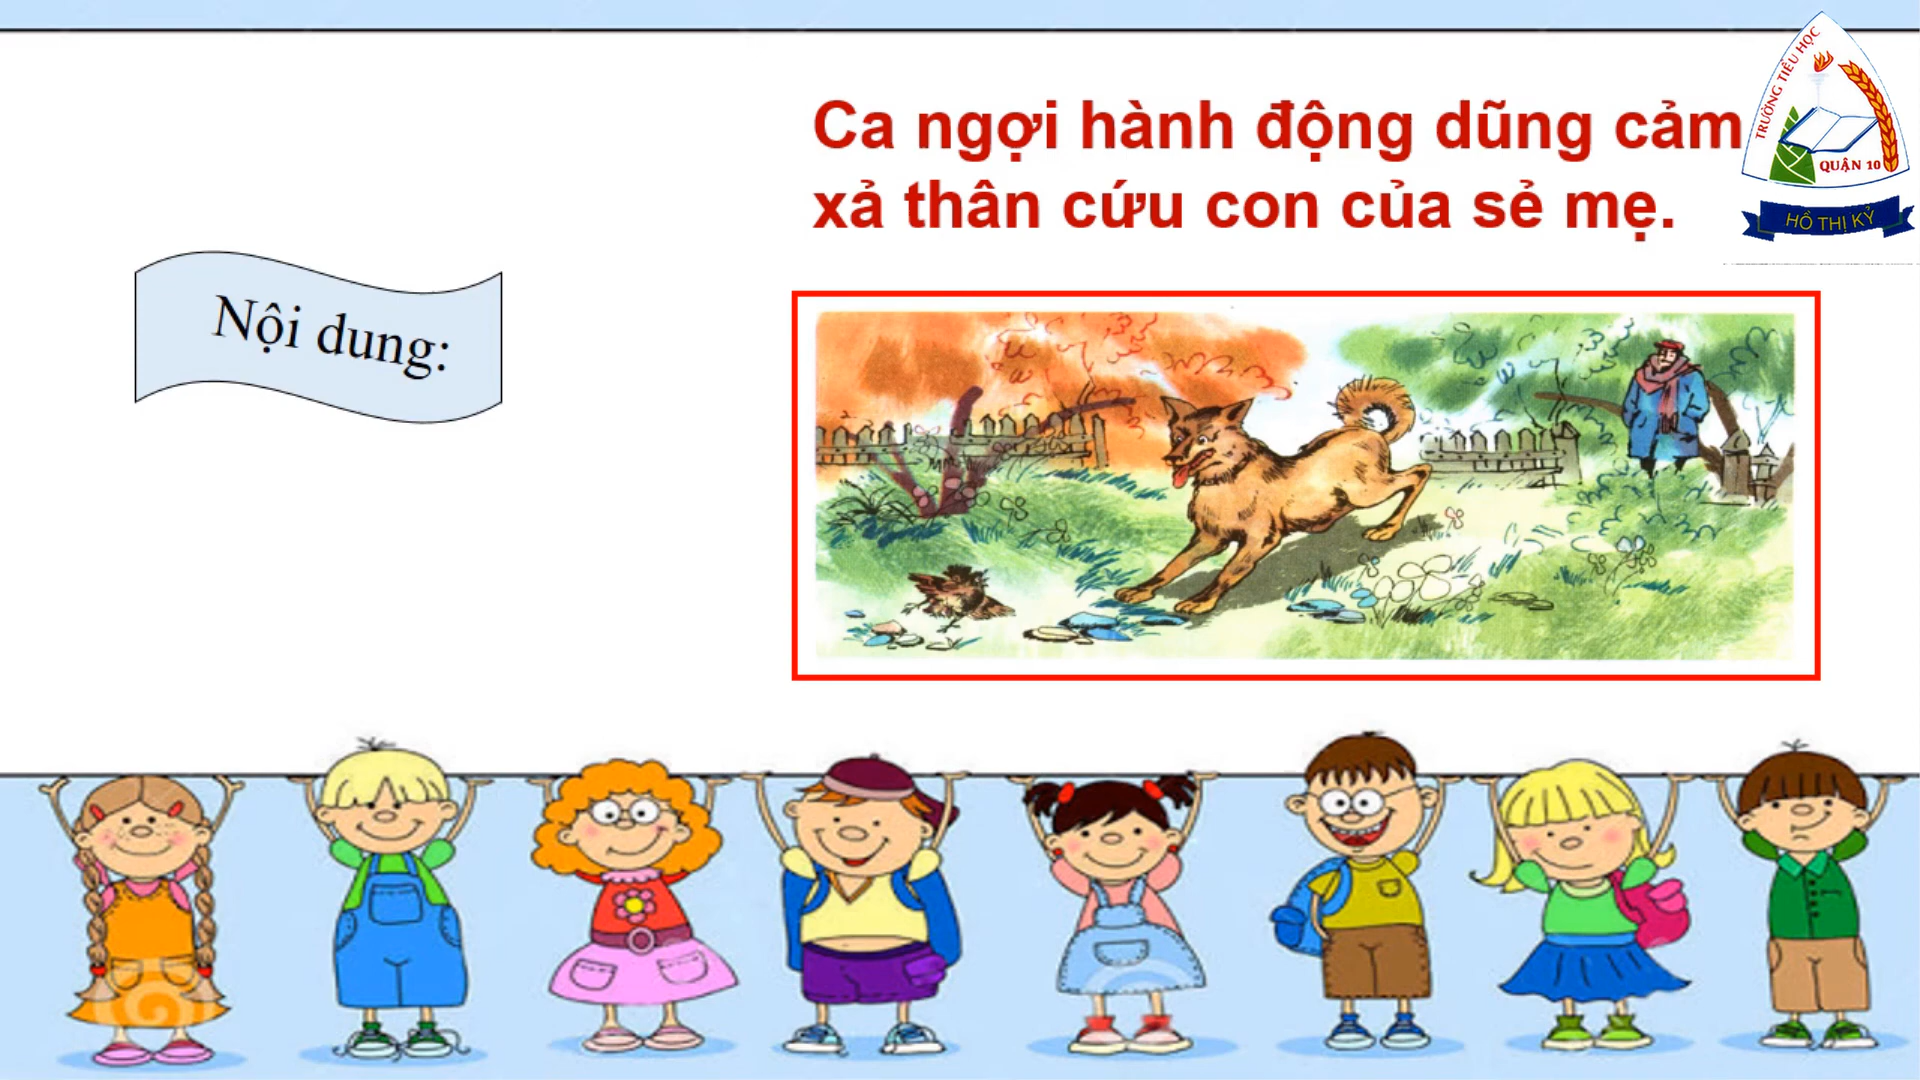 Ca ngợi hành động dũng cảm
xả thân cứu con của sẻ mẹ.
TRƯỜNG TIỂU HỌC
QUẬN 10
HỒ THỊ KỶ
Nội dung: